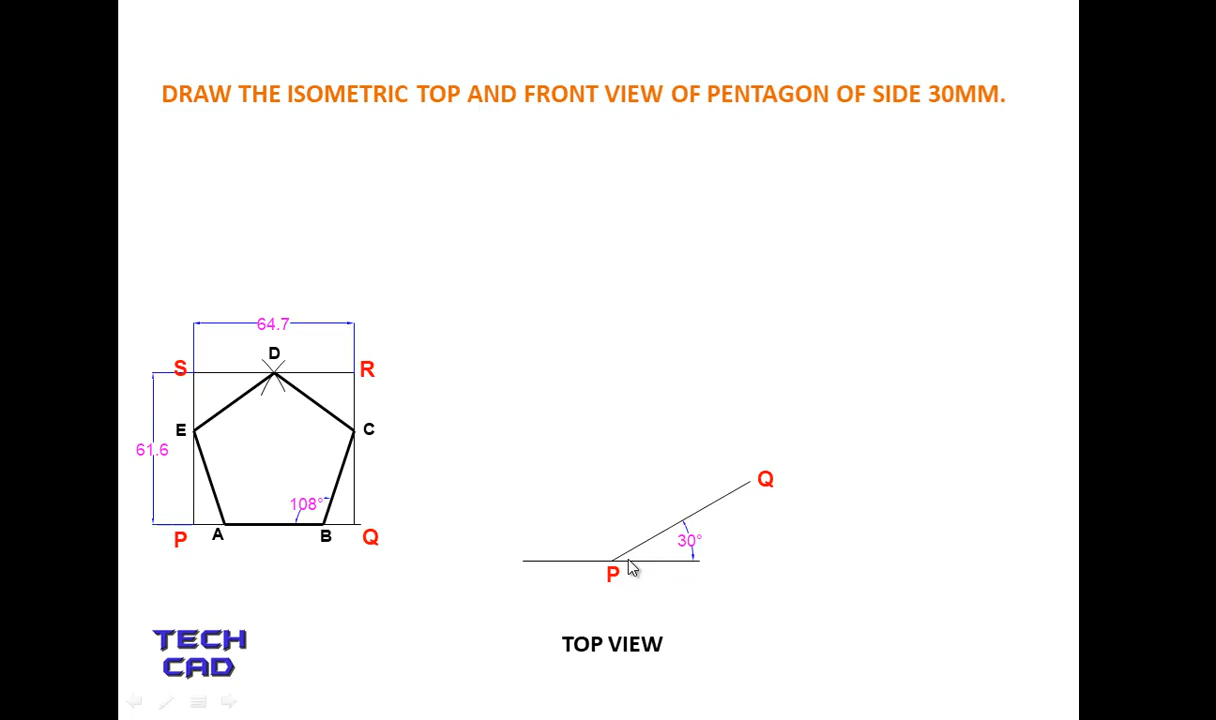 DRAW THE ISOMETRIC TOP AND FRONT VIEW OF PENTAGON OF SIDE 30MM.
64.7
D
S
R
E
C
61.6
108°
P
A
B
Q
Q
30°
P
TOP VIEW
TECH
CAD